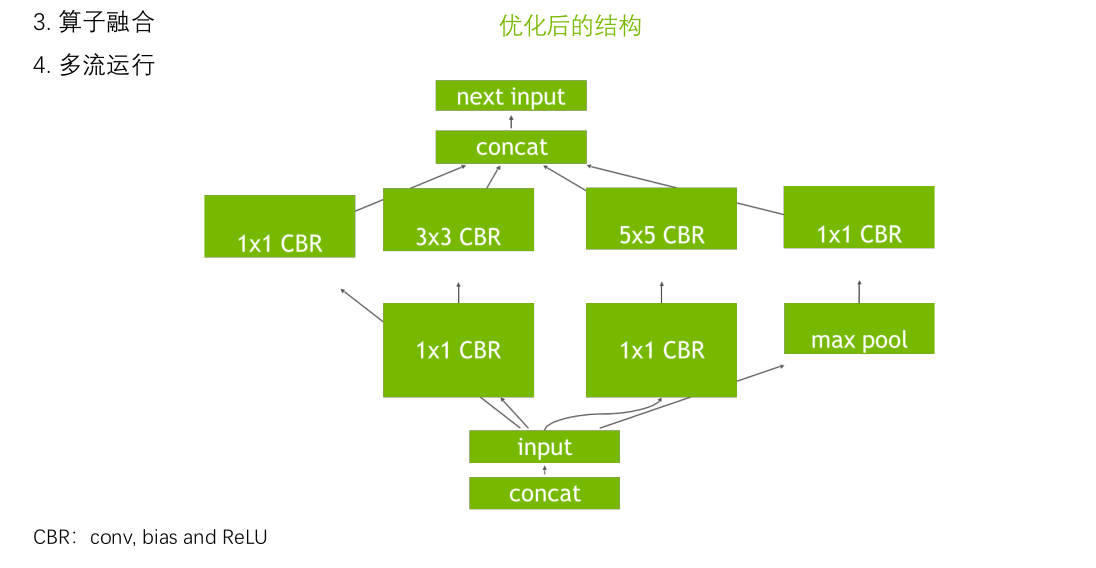 3. 算子融合
4. 多流运行
优化后的结构
next input
concat
1x1 CBR
3x3 CBR
5x5 CBR
1x1 CBR
1x1 CBR
1x1 CBR
max pool
input
concat
CBR：conv, bias and ReLU